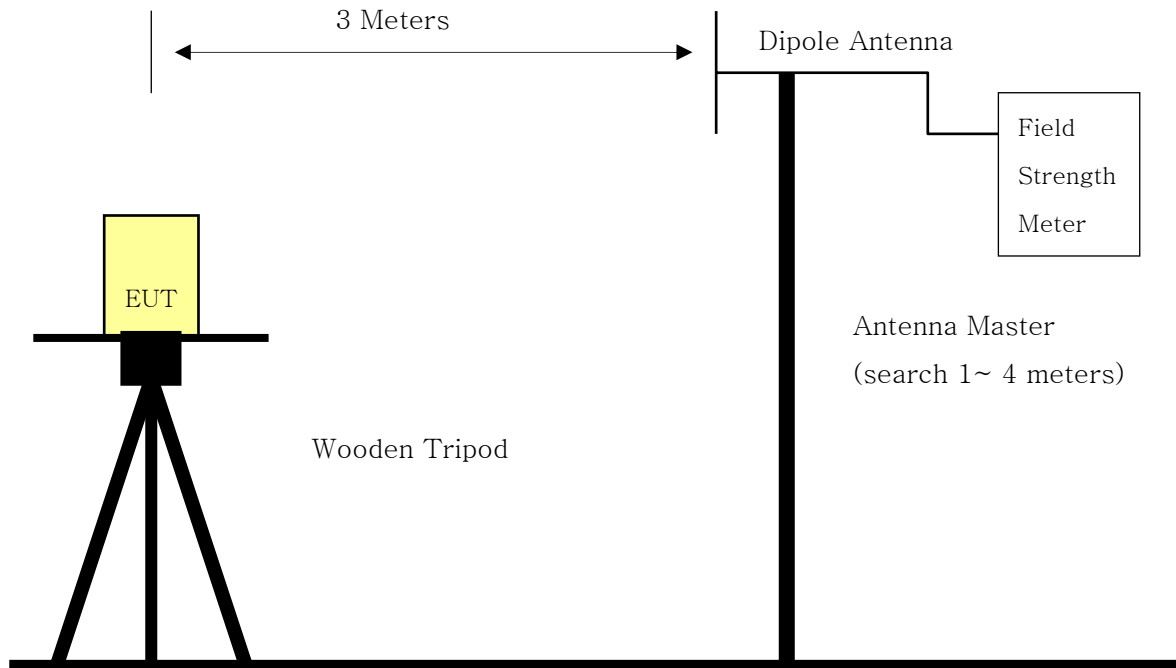 3 Meters
Dipole Antenna
Field
Strength
Meter
EUT
Antenna Master
(search 1~ 4 meters)
Wooden Tripod